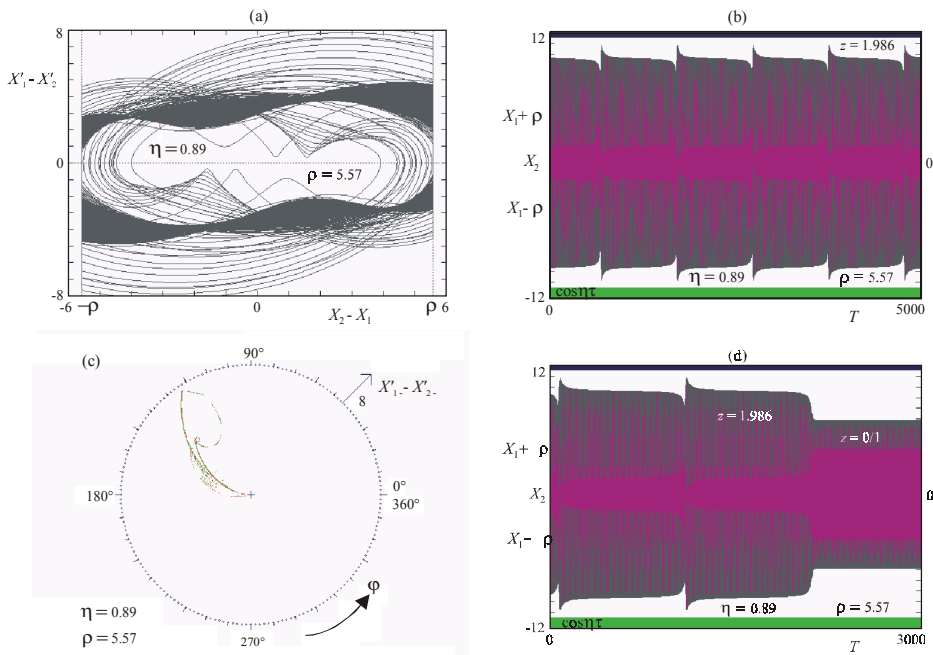 (a)
8
X'₁ - X'₂
4
η = 0.89
0
ρ = 5.57
-4
-8
-6 -ρ 0 ρ 6
X₂ - X₁
(b)
12
z = 1.986
X₁ + ρ
X₂ 0
X₁ - ρ
η = 0.89 ρ = 5.57
-12 cosητ
0 T 5000
(c)
90°
X'₁ - X'₂
8
180° 0°
360°
φ
η = 0.89
ρ = 5.57
270°
(d)
12
z = 1.986
z = 0/1
X₁ + ρ
X₂ 0
X₁ - ρ
η = 0.89 ρ = 5.57
-12 cosητ
0 T 3000